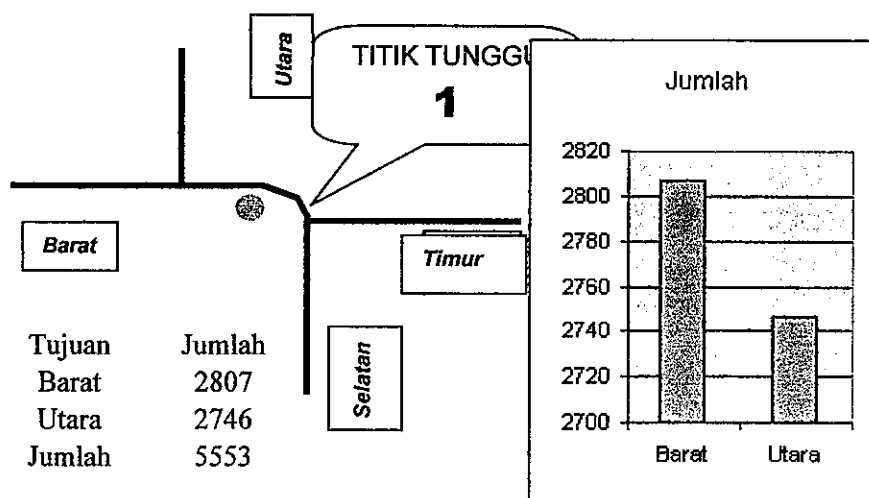 Utara
TITIK TUNGGU
1
Barat
Timur
Selatan
Tujuan Jumlah
Barat 2807
Utara 2746
Jumlah 5553
Jumlah
2820
2800
2780
2760
2740
2720
2700
Barat Utara